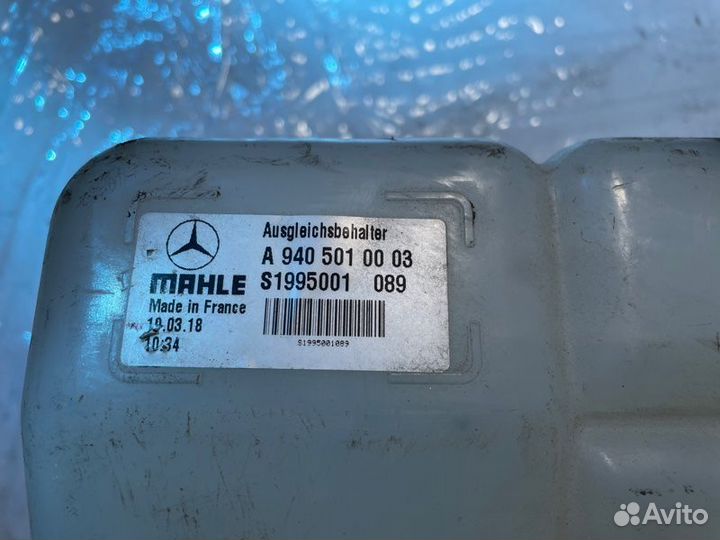 Ausgleichsbehalter
A 940 501 00 03
MAHLE S1995001 089
Made in France
19.03.18
10:34
S1995001089
Avito